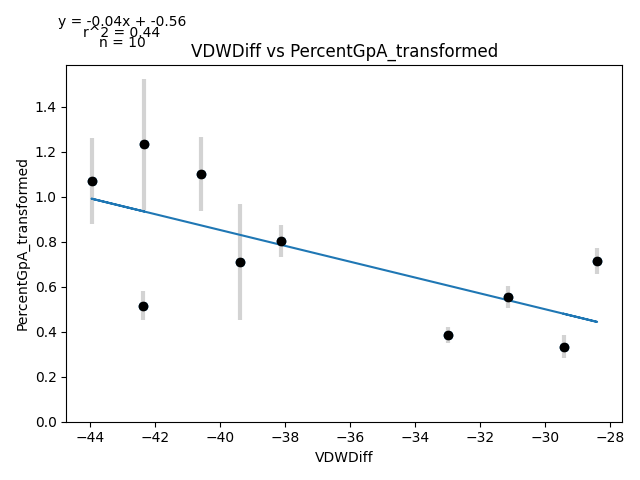 y = -0.04x + -0.56
r^2 = 0.44
n = 10
VDWDiff vs PercentGpA_transformed
PercentGpA_transformed
1.4
1.2
1.0
0.8
0.6
0.4
0.2
0.0
−44 −42 −40 −38 −36 −34 −32 −30 −28
VDWDiff